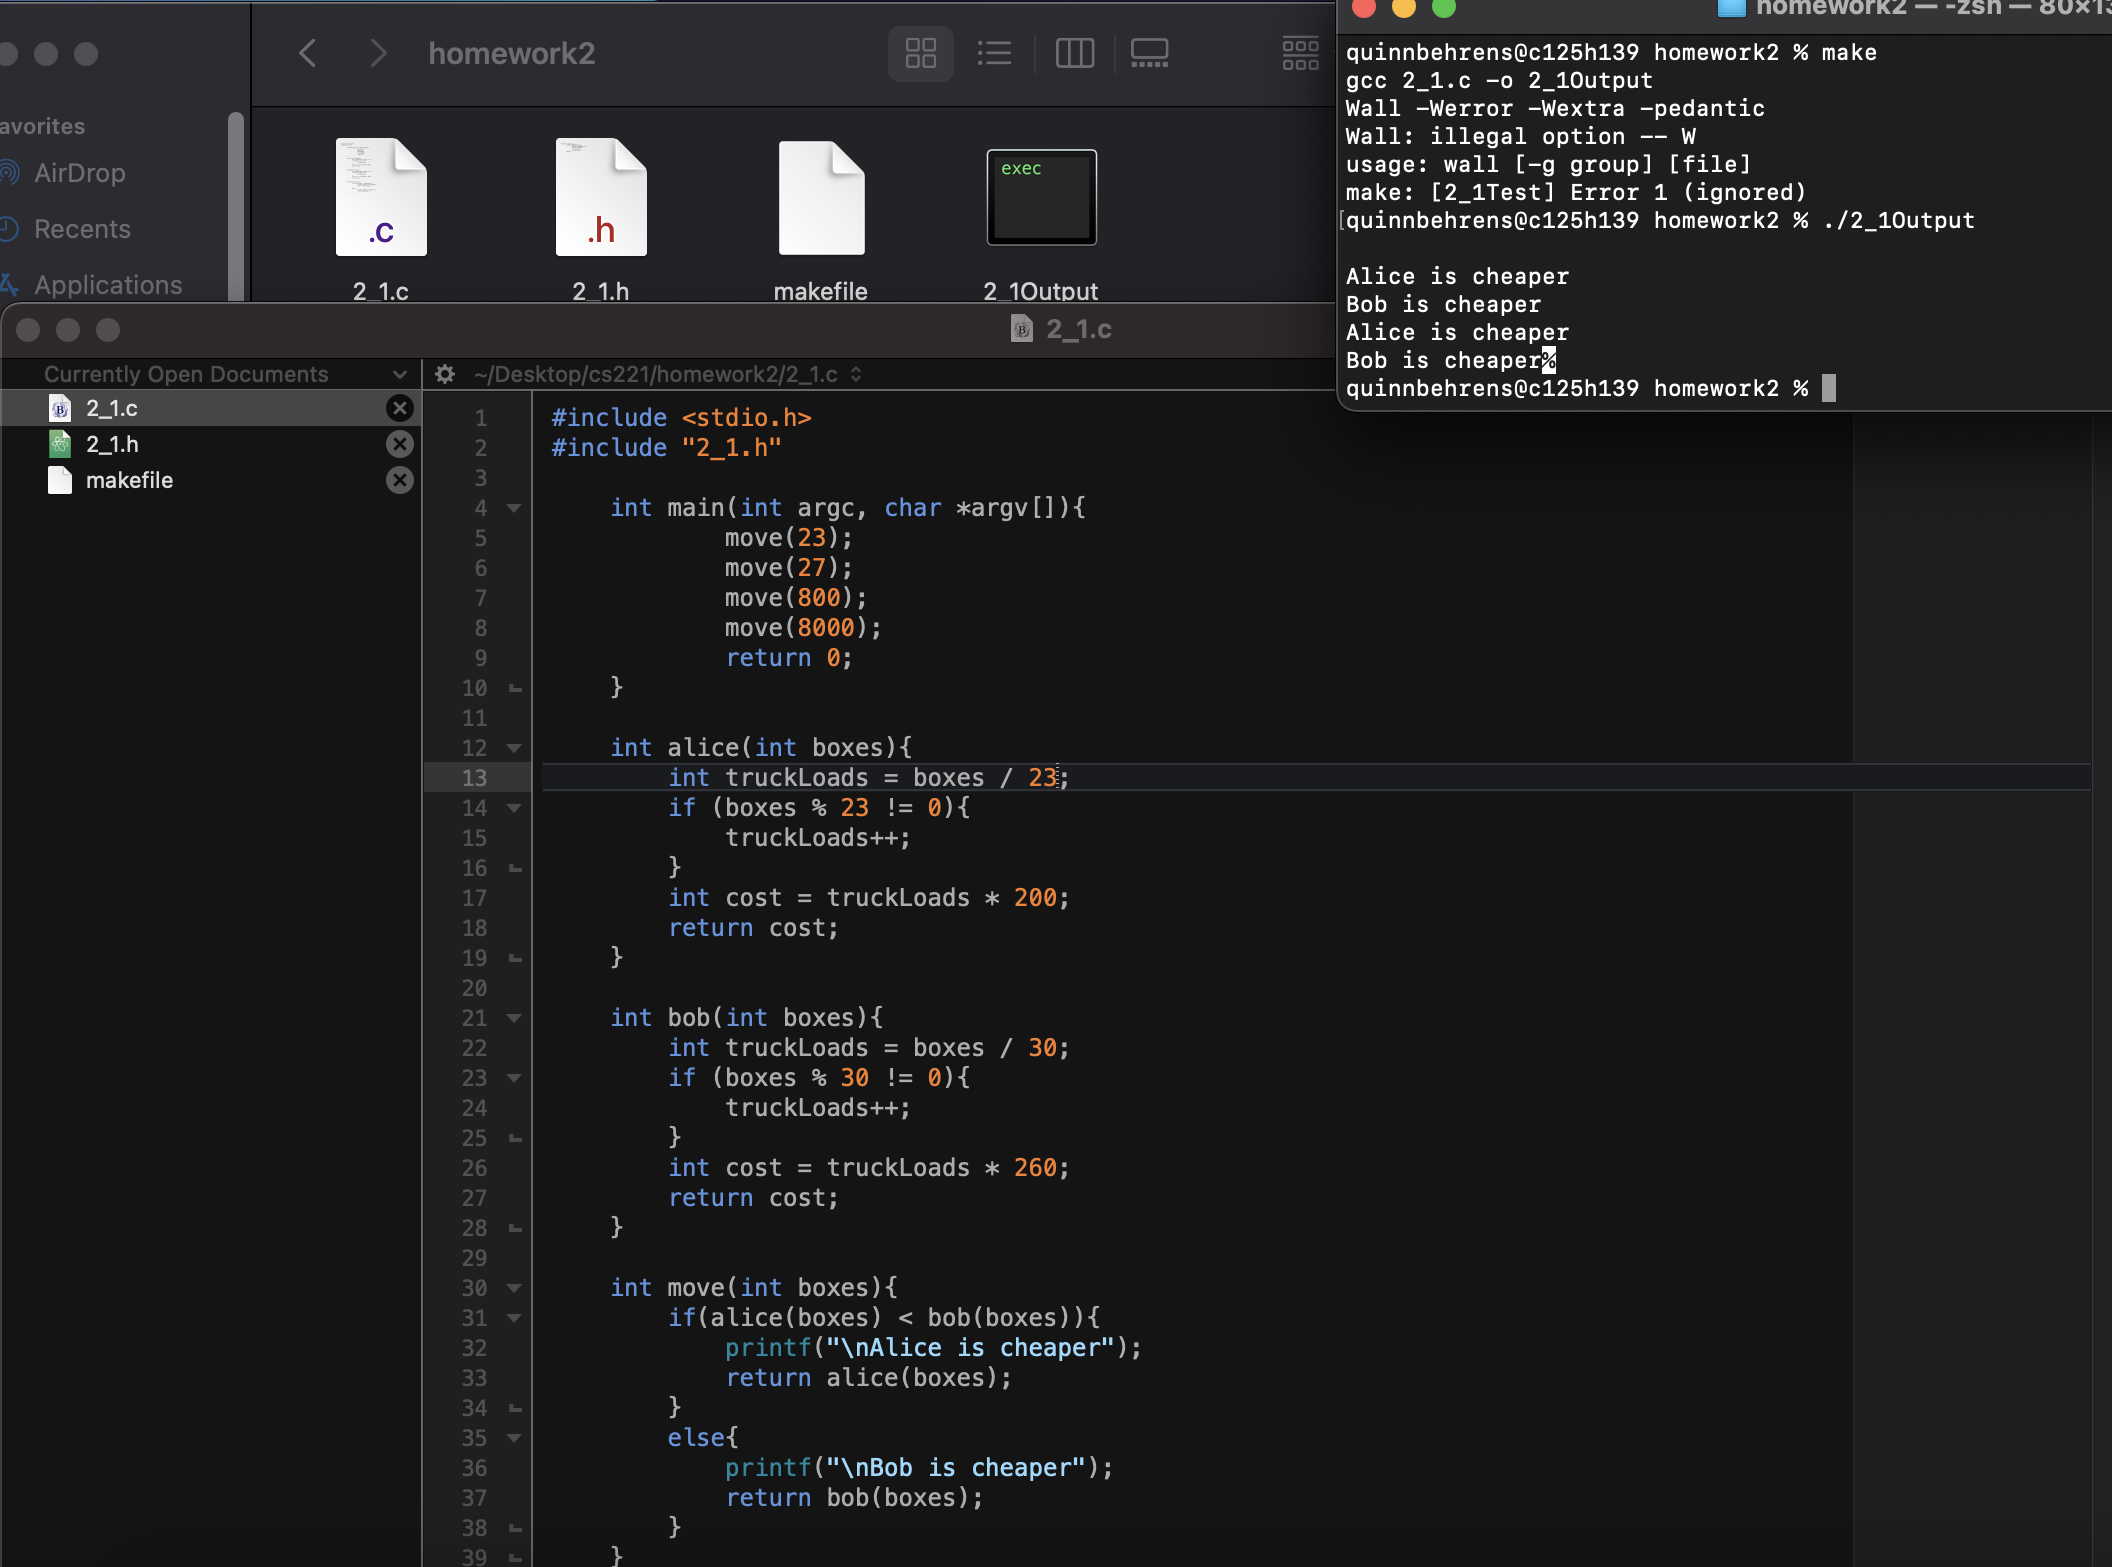 homework2
avorites
AirDrop
Recents
Applications
.c
.h
exec
2_1.c
2_1.h
makefile
2_1Output
homework2 — -zsh — 80×13
quinnbehrens@c125h139 homework2 % make
gcc 2_1.c -o 2_1Output
Wall -Werror -Wextra -pedantic
Wall: illegal option -- W
usage: wall [-g group] [file]
make: [2_1Test] Error 1 (ignored)
[quinnbehrens@c125h139 homework2 % ./2_1Output
Alice is cheaper
Bob is cheaper
Alice is cheaper
Bob is cheaper%
quinnbehrens@c125h139 homework2 %
2_1.c
Currently Open Documents
~/Desktop/cs221/homework2/2_1.c
2_1.c
2_1.h
makefile
1 #include <stdio.h>
2 #include "2_1.h"
3
4 int main(int argc, char *argv[]){
5 move(23);
6 move(27);
7 move(800);
8 move(8000);
9 return 0;
10 }
11
12 int alice(int boxes){
13 int truckLoads = boxes / 23;
14 if (boxes % 23 != 0){
15 truckLoads++;
16 }
17 int cost = truckLoads * 200;
18 return cost;
19 }
20
21 int bob(int boxes){
22 int truckLoads = boxes / 30;
23 if (boxes % 30 != 0){
24 truckLoads++;
25 }
26 int cost = truckLoads * 260;
27 return cost;
28 }
29
30 int move(int boxes){
31 if(alice(boxes) < bob(boxes)){
32 printf("\nAlice is cheaper");
33 return alice(boxes);
34 }
35 else{
36 printf("\nBob is cheaper");
37 return bob(boxes);
38 }
39 }